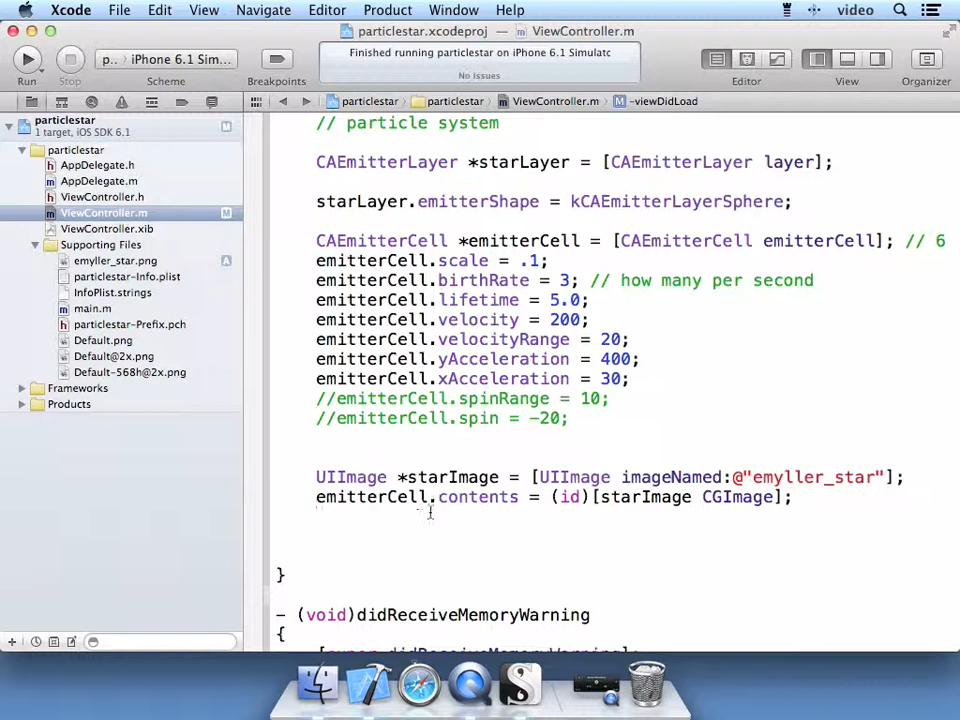 Xcode File Edit View Navigate Editor Product Window Help video
particlestar.xcodeproj — ViewController.m
p.. iPhone 6.1 Sim...
Finished running particlestar on iPhone 6.1 Simulatc
No Issues
Run Stop Scheme Breakpoints Editor View Organizer
particlestar particlestar ViewController.m -viewDidLoad
particlestar
1 target, iOS SDK 6.1
M
particlestar
AppDelegate.h
AppDelegate.m
ViewController.h
ViewController.m M
ViewController.xib
Supporting Files
emyller_star.png A
particlestar-Info.plist
InfoPlist.strings
main.m
particlestar-Prefix.pch
Default.png
Default@2x.png
Default-568h@2x.png
Frameworks
Products
// particle system
CAEmitterLayer *starLayer = [CAEmitterLayer layer];
starLayer.emitterShape = kCAEmitterLayerSphere;
CAEmitterCell *emitterCell = [CAEmitterCell emitterCell]; // 6
emitterCell.scale = .1;
emitterCell.birthRate = 3; // how many per second
emitterCell.lifetime = 5.0;
emitterCell.velocity = 200;
emitterCell.velocityRange = 20;
emitterCell.yAcceleration = 400;
emitterCell.xAcceleration = 30;
//emitterCell.spinRange = 10;
//emitterCell.spin = -20;
UIImage *starImage = [UIImage imageNamed:@"emyller_star"];
emitterCell.contents = (id)[starImage CGImage];
}
- (void)didReceiveMemoryWarning
{
[super didReceiveMemoryWarning];